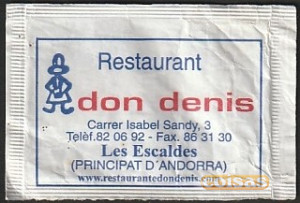 Restaurant
don denis
Carrer Isabel Sandy, 3
Telèf.82 06 92 - Fax. 86 31 30
Les Escaldes
(PRINCIPAT D'ANDORRA)
www.restaurantedondenis.com